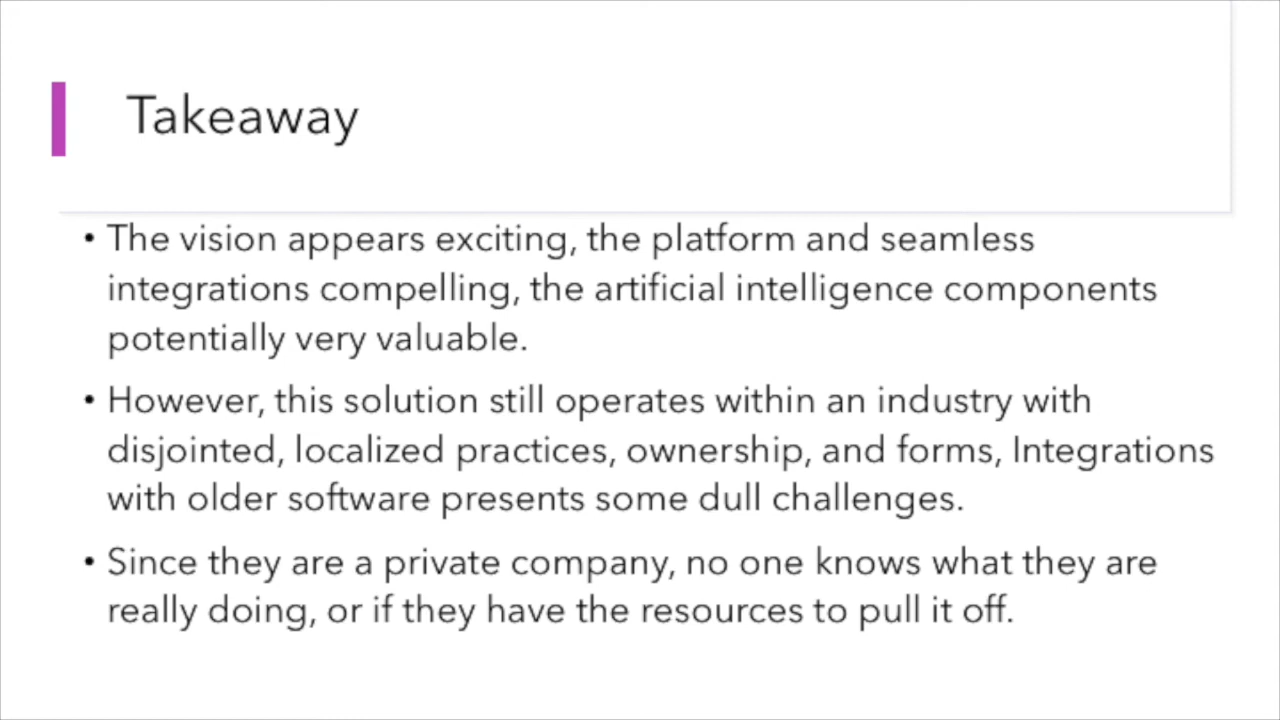 Takeaway
• The vision appears exciting, the platform and seamless
integrations compelling, the artificial intelligence components
potentially very valuable.
• However, this solution still operates within an industry with
disjointed, localized practices, ownership, and forms, Integrations
with older software presents some dull challenges.
• Since they are a private company, no one knows what they are
really doing, or if they have the resources to pull it off.